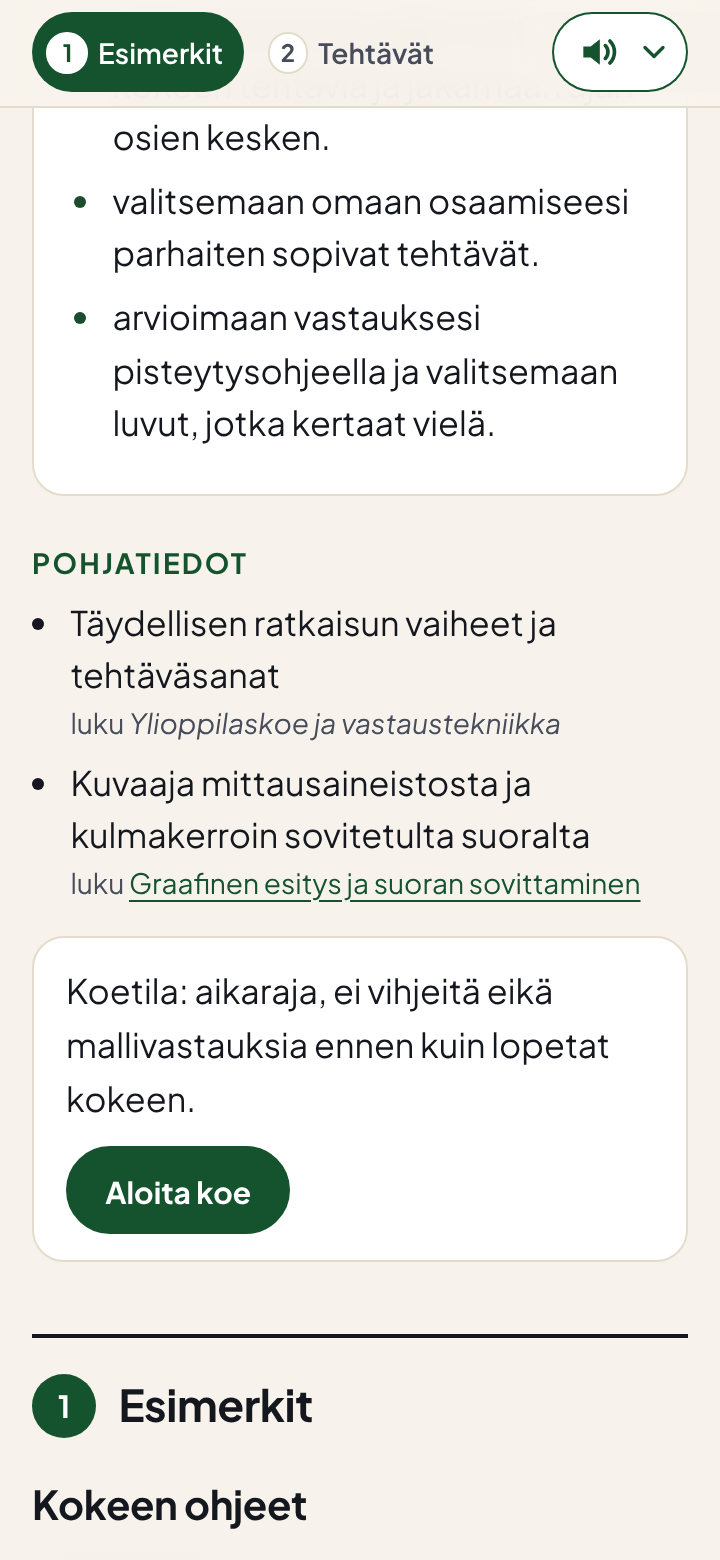 1 Esimerkit 2 Tehtävät
osien kesken.
• valitsemaan omaan osaamiseesi
parhaiten sopivat tehtävät.
• arvioimaan vastauksesi
pisteytysohjeella ja valitsemaan
luvut, jotka kertaat vielä.
POHJATIEDOT
• Täydellisen ratkaisun vaiheet ja
tehtäväsanat
luku Ylioppilaskoe ja vastaustekniikka
• Kuvaaja mittausaineistosta ja
kulmakerroin sovitetulta suoralta
luku Graafinen esitys ja suoran sovittaminen
Koetila: aikaraja, ei vihjeitä eikä
mallivastauksia ennen kuin lopetat
kokeen.
Aloita koe
1 Esimerkit
Kokeen ohjeet